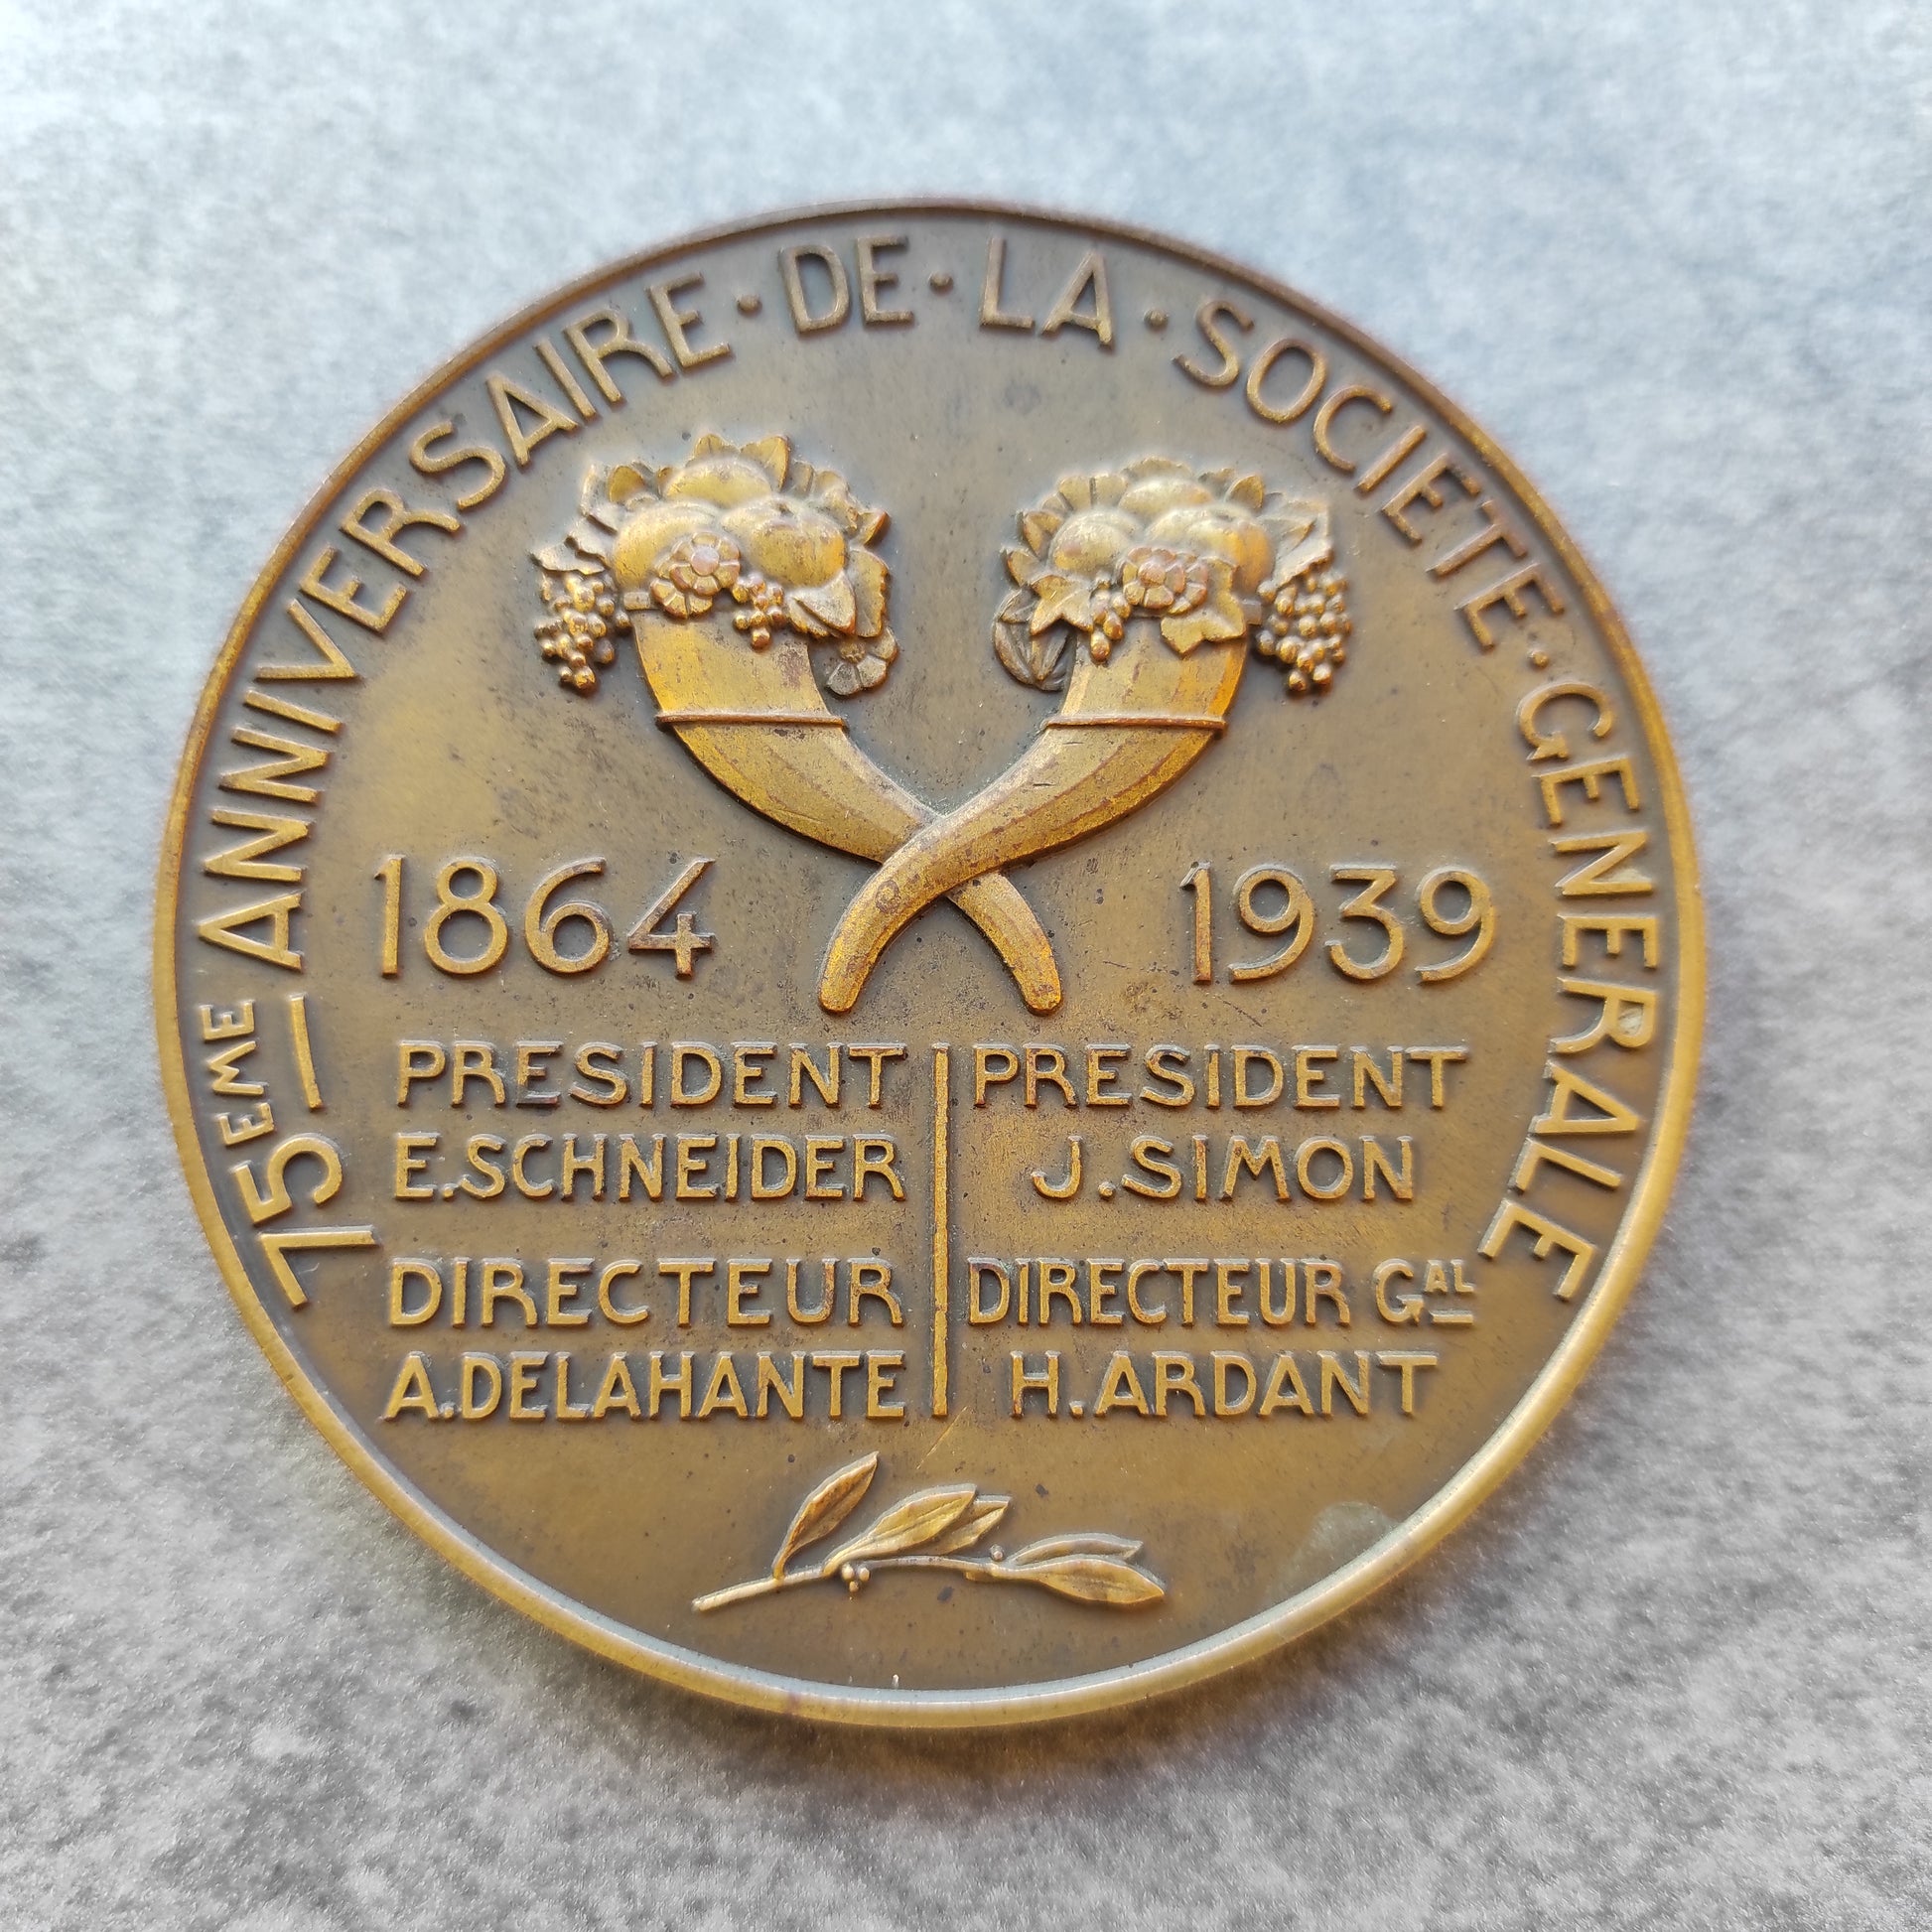 75EME ANNIVERSAIRE·DE·LA·SOCIETE·GENERALE
1864
1939
PRESIDENT
E.SCHNEIDER
DIRECTEUR
A.DELAHANTE
PRESIDENT
J.SIMON
DIRECTEUR GAL
H.ARDANT